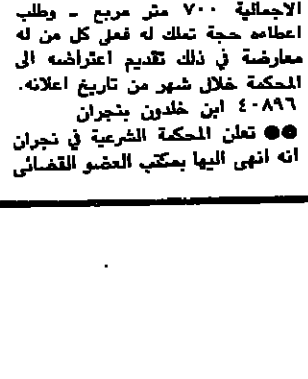 الاجمالية ٧٠٠ متر مربع - وطلب
اعطاءه حجة تملك له فعلى كل من له
معارضة في ذلك تقديم اعتراضه الى
المحكمة خلال شهر من تاريخ اعلانه.
٤٠٨٩٦ ابن خلدون بنجران
●● تعلن المحكمة الشرعية في نجران
انه انهى اليها بمكتب العضو القضائى